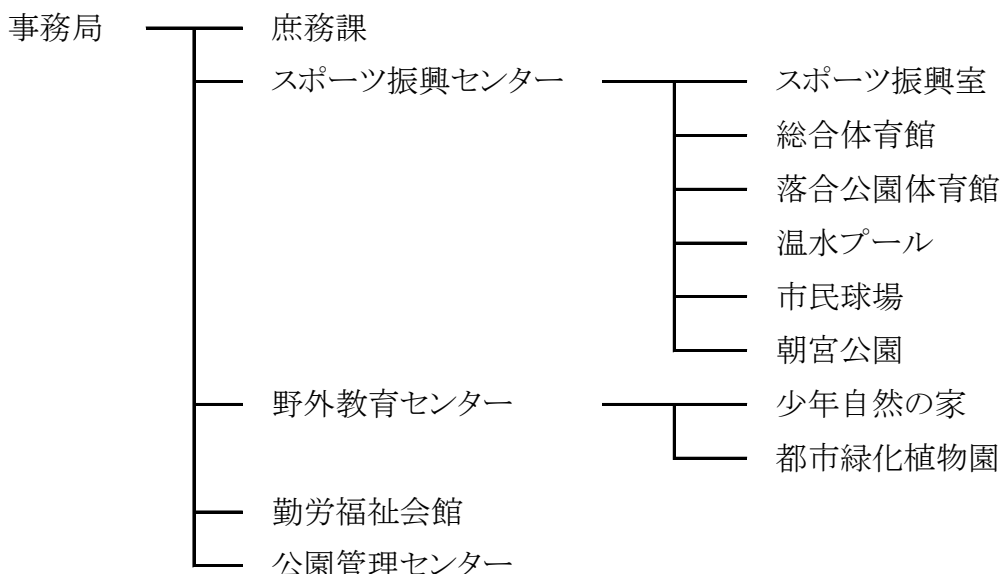 事務局 庶務課
スポーツ振興センター スポーツ振興室
総合体育館
落合公園体育館
温水プール
市民球場
朝宮公園
野外教育センター 少年自然の家
都市緑化植物園
勤労福祉会館
公園管理センター